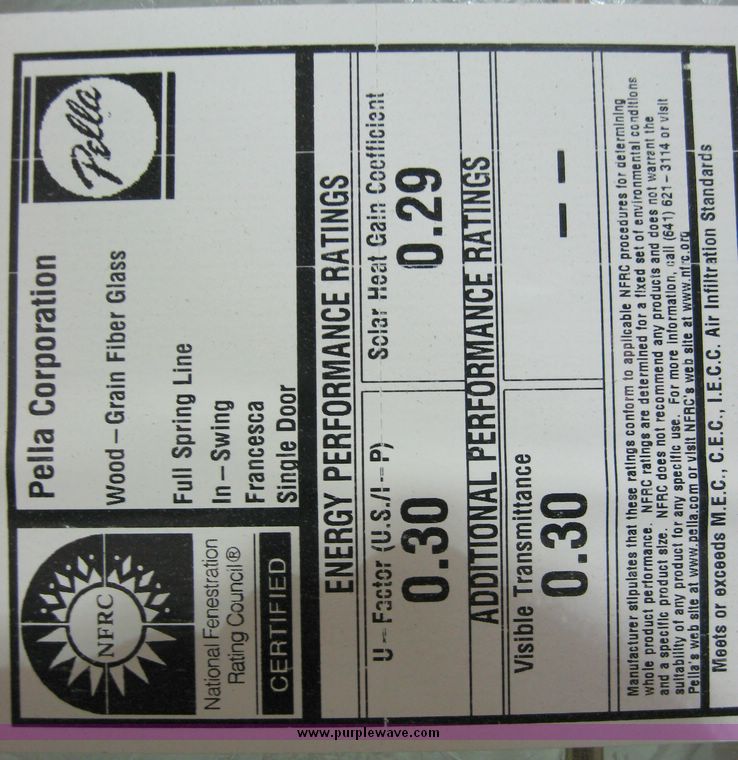 NFRC
National Fenestration
Rating Council®
CERTIFIED
Pella Corporation
Wood-Grain Fiber Glass
Full Spring Line
In-Swing
Francesca
Single Door
Pella
ENERGY PERFORMANCE RATINGS
U-Factor (U.S./I-P)
0.30
Solar Heat Gain Coefficient
0.29
ADDITIONAL PERFORMANCE RATINGS
Visible Transmittance
0.30
--
Manufacturer stipulates that these ratings conform to applicable NFRC procedures for determining
whole product performance. NFRC ratings are determined for a fixed set of environmental conditions
and a specific product size. NFRC does not recommend any products and does not warrant the
suitability of any product for any specific use. For more information, call (641) 621-3114 or visit
Pella's web site at www.pella.com or visit NFRC's web site at www.nfrc.org
Meets or exceeds M.E.C., C.E.C., I.E.C.C. Air Infiltration Standards
www.purplewave.com